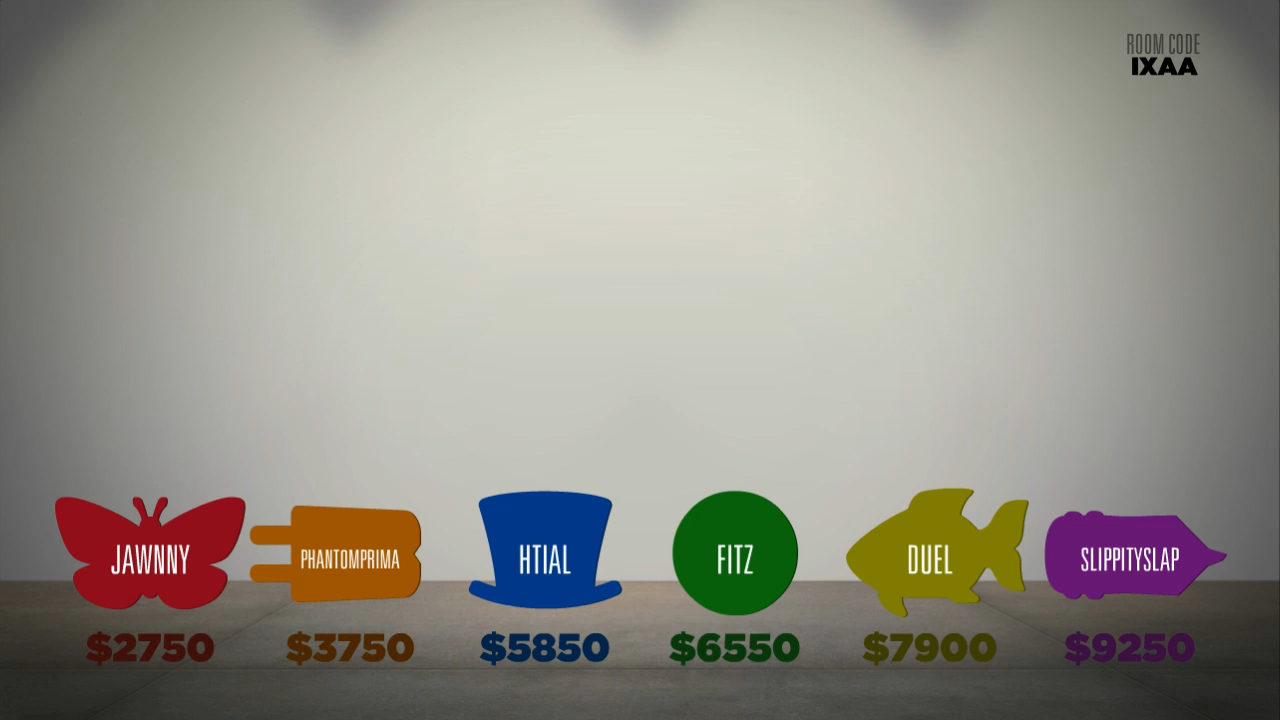 ROOM CODE
IXAA
JAWNNY
PHANTOMPRIMA
HTIAL
FITZ
DUEL
SLIPPITYSLAP
$2750
$3750
$5850
$6550
$7900
$9250